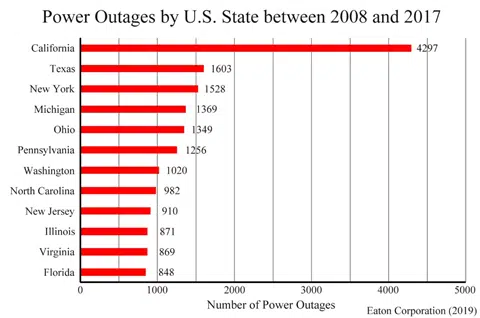 Power Outages by U.S. State between 2008 and 2017
California 4297
Texas 1603
New York 1528
Michigan 1369
Ohio 1349
Pennsylvania 1256
Washington 1020
North Carolina 982
New Jersey 910
Illinois 871
Virginia 869
Florida 848
0 1000 2000 3000 4000 5000
Number of Power Outages
Eaton Corporation (2019)